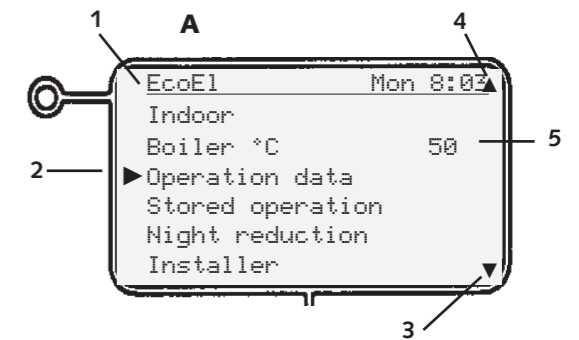 1 A 4
EcoEl Mon 8:03▲
Indoor
Boiler °C 50 5
2 ▶Operation data
Stored operation
Night reduction
Installer ▼
3